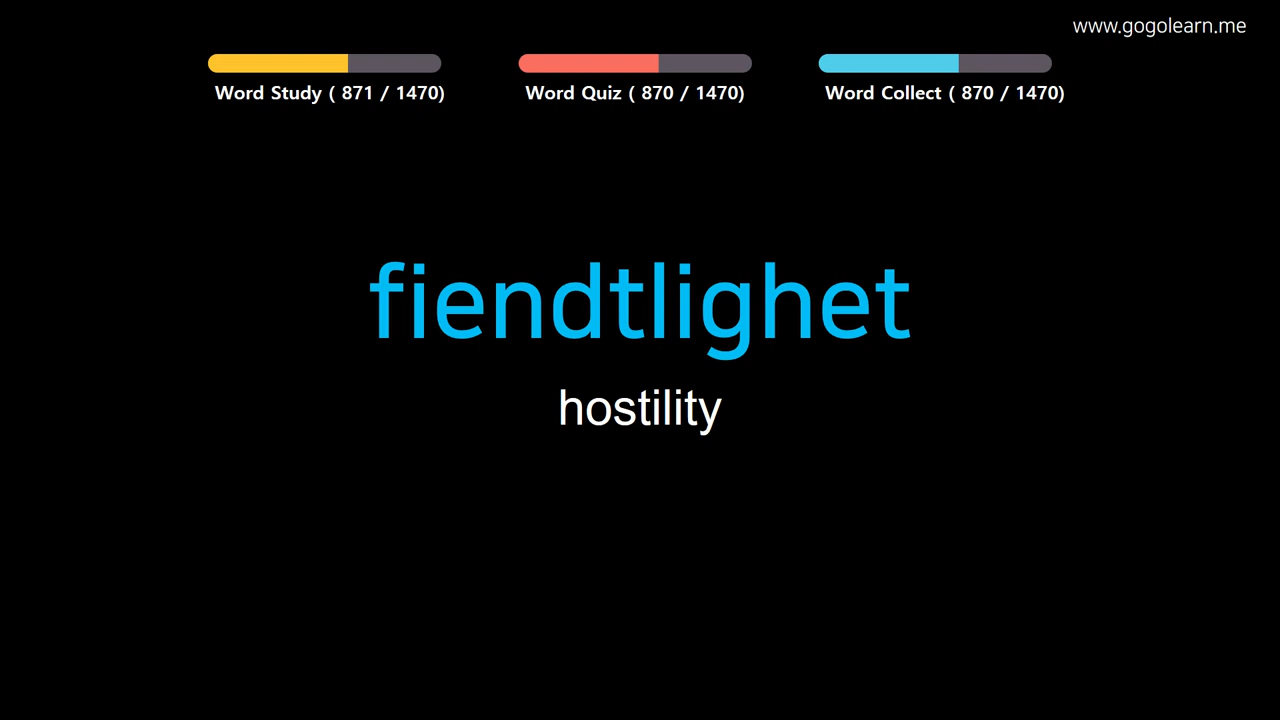 www.gogolearn.me
Word Study ( 871 / 1470)
Word Quiz ( 870 / 1470)
Word Collect ( 870 / 1470)
fiendtlighet
hostility